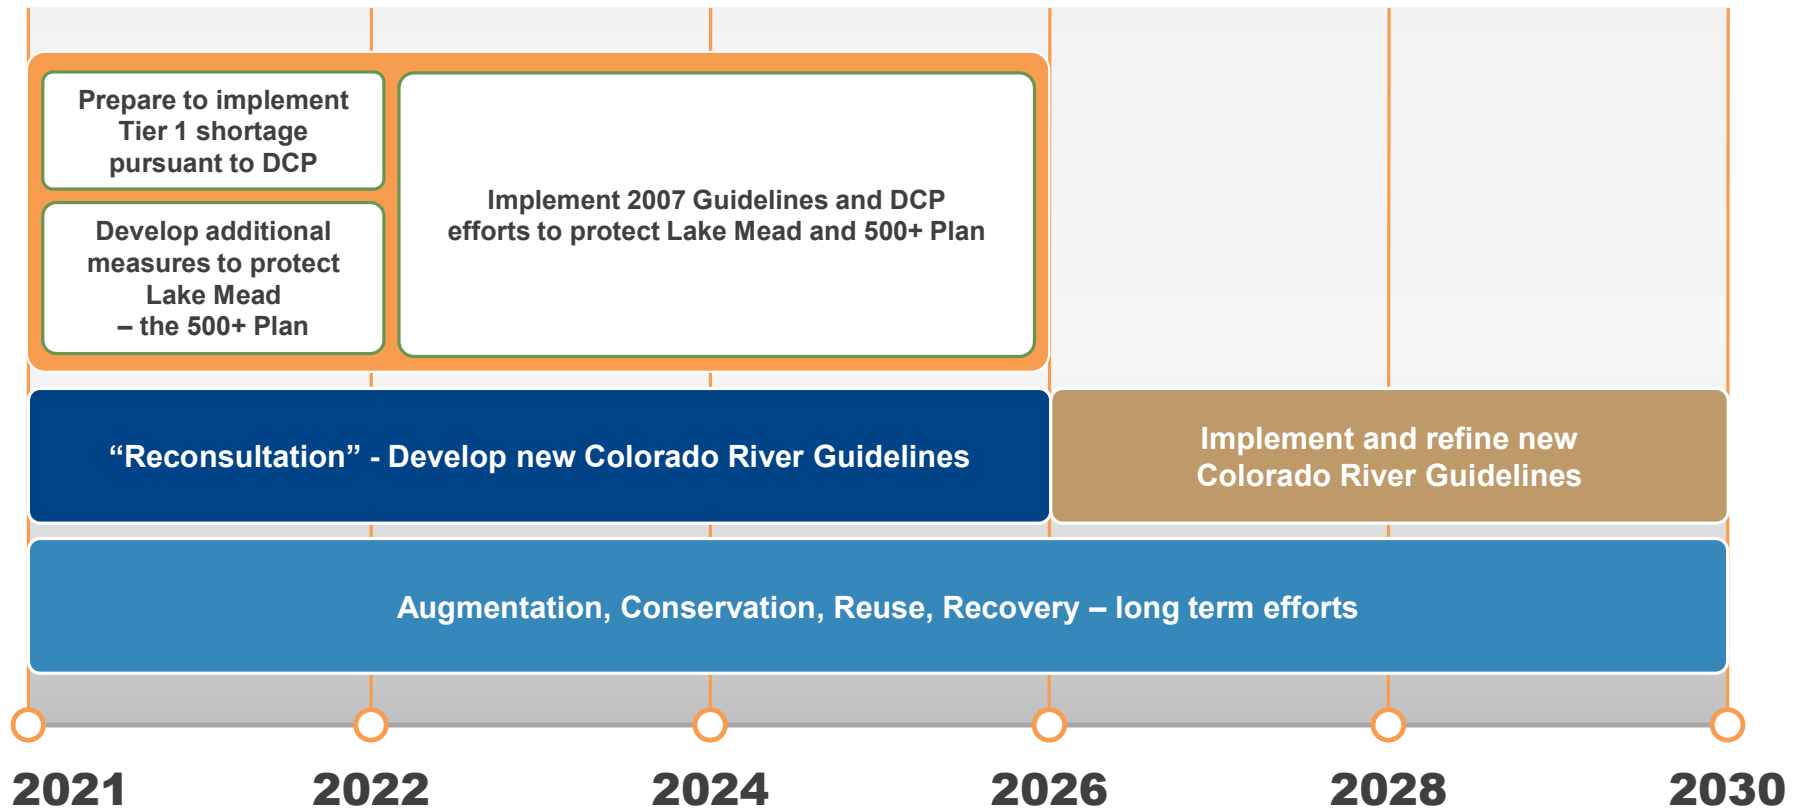 Prepare to implement
Tier 1 shortage
pursuant to DCP
Develop additional
measures to protect
Lake Mead
– the 500+ Plan
Implement 2007 Guidelines and DCP
efforts to protect Lake Mead and 500+ Plan
“Reconsultation” - Develop new Colorado River Guidelines
Implement and refine new
Colorado River Guidelines
Augmentation, Conservation, Reuse, Recovery – long term efforts
2021 2022 2024 2026 2028 2030